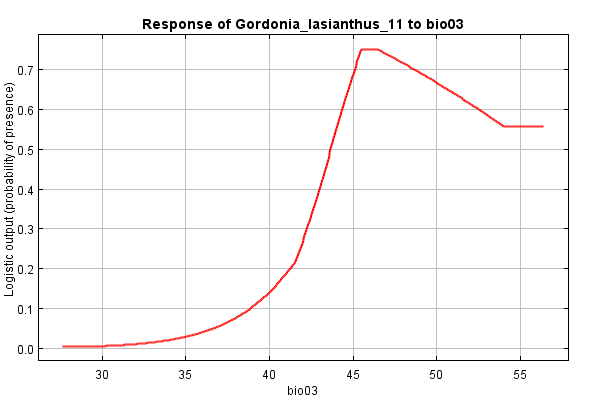 Response of Gordonia_lasianthus_11 to bio03
Logistic output (probability of presence)
0.7
0.6
0.5
0.4
0.3
0.2
0.1
0.0
30 35 40 45 50 55
bio03